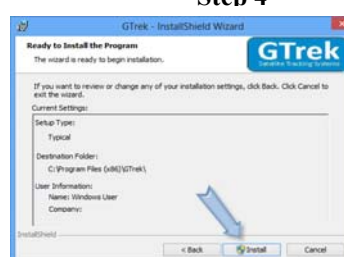 Step 4
GTrek - InstallShield Wizard
Ready to Install the Program
The wizard is ready to begin installation.
GTrek
Satellite Tracking Systems
If you want to review or change any of your installation settings, click Back. Click Cancel to
exit the wizard.
Current Settings:
Setup Type:
Typical
Destination Folder:
C:\Program Files (x86)\GTrek\
User Information:
Name: Windows User
Company:
InstallShield
< Back
Install
Cancel